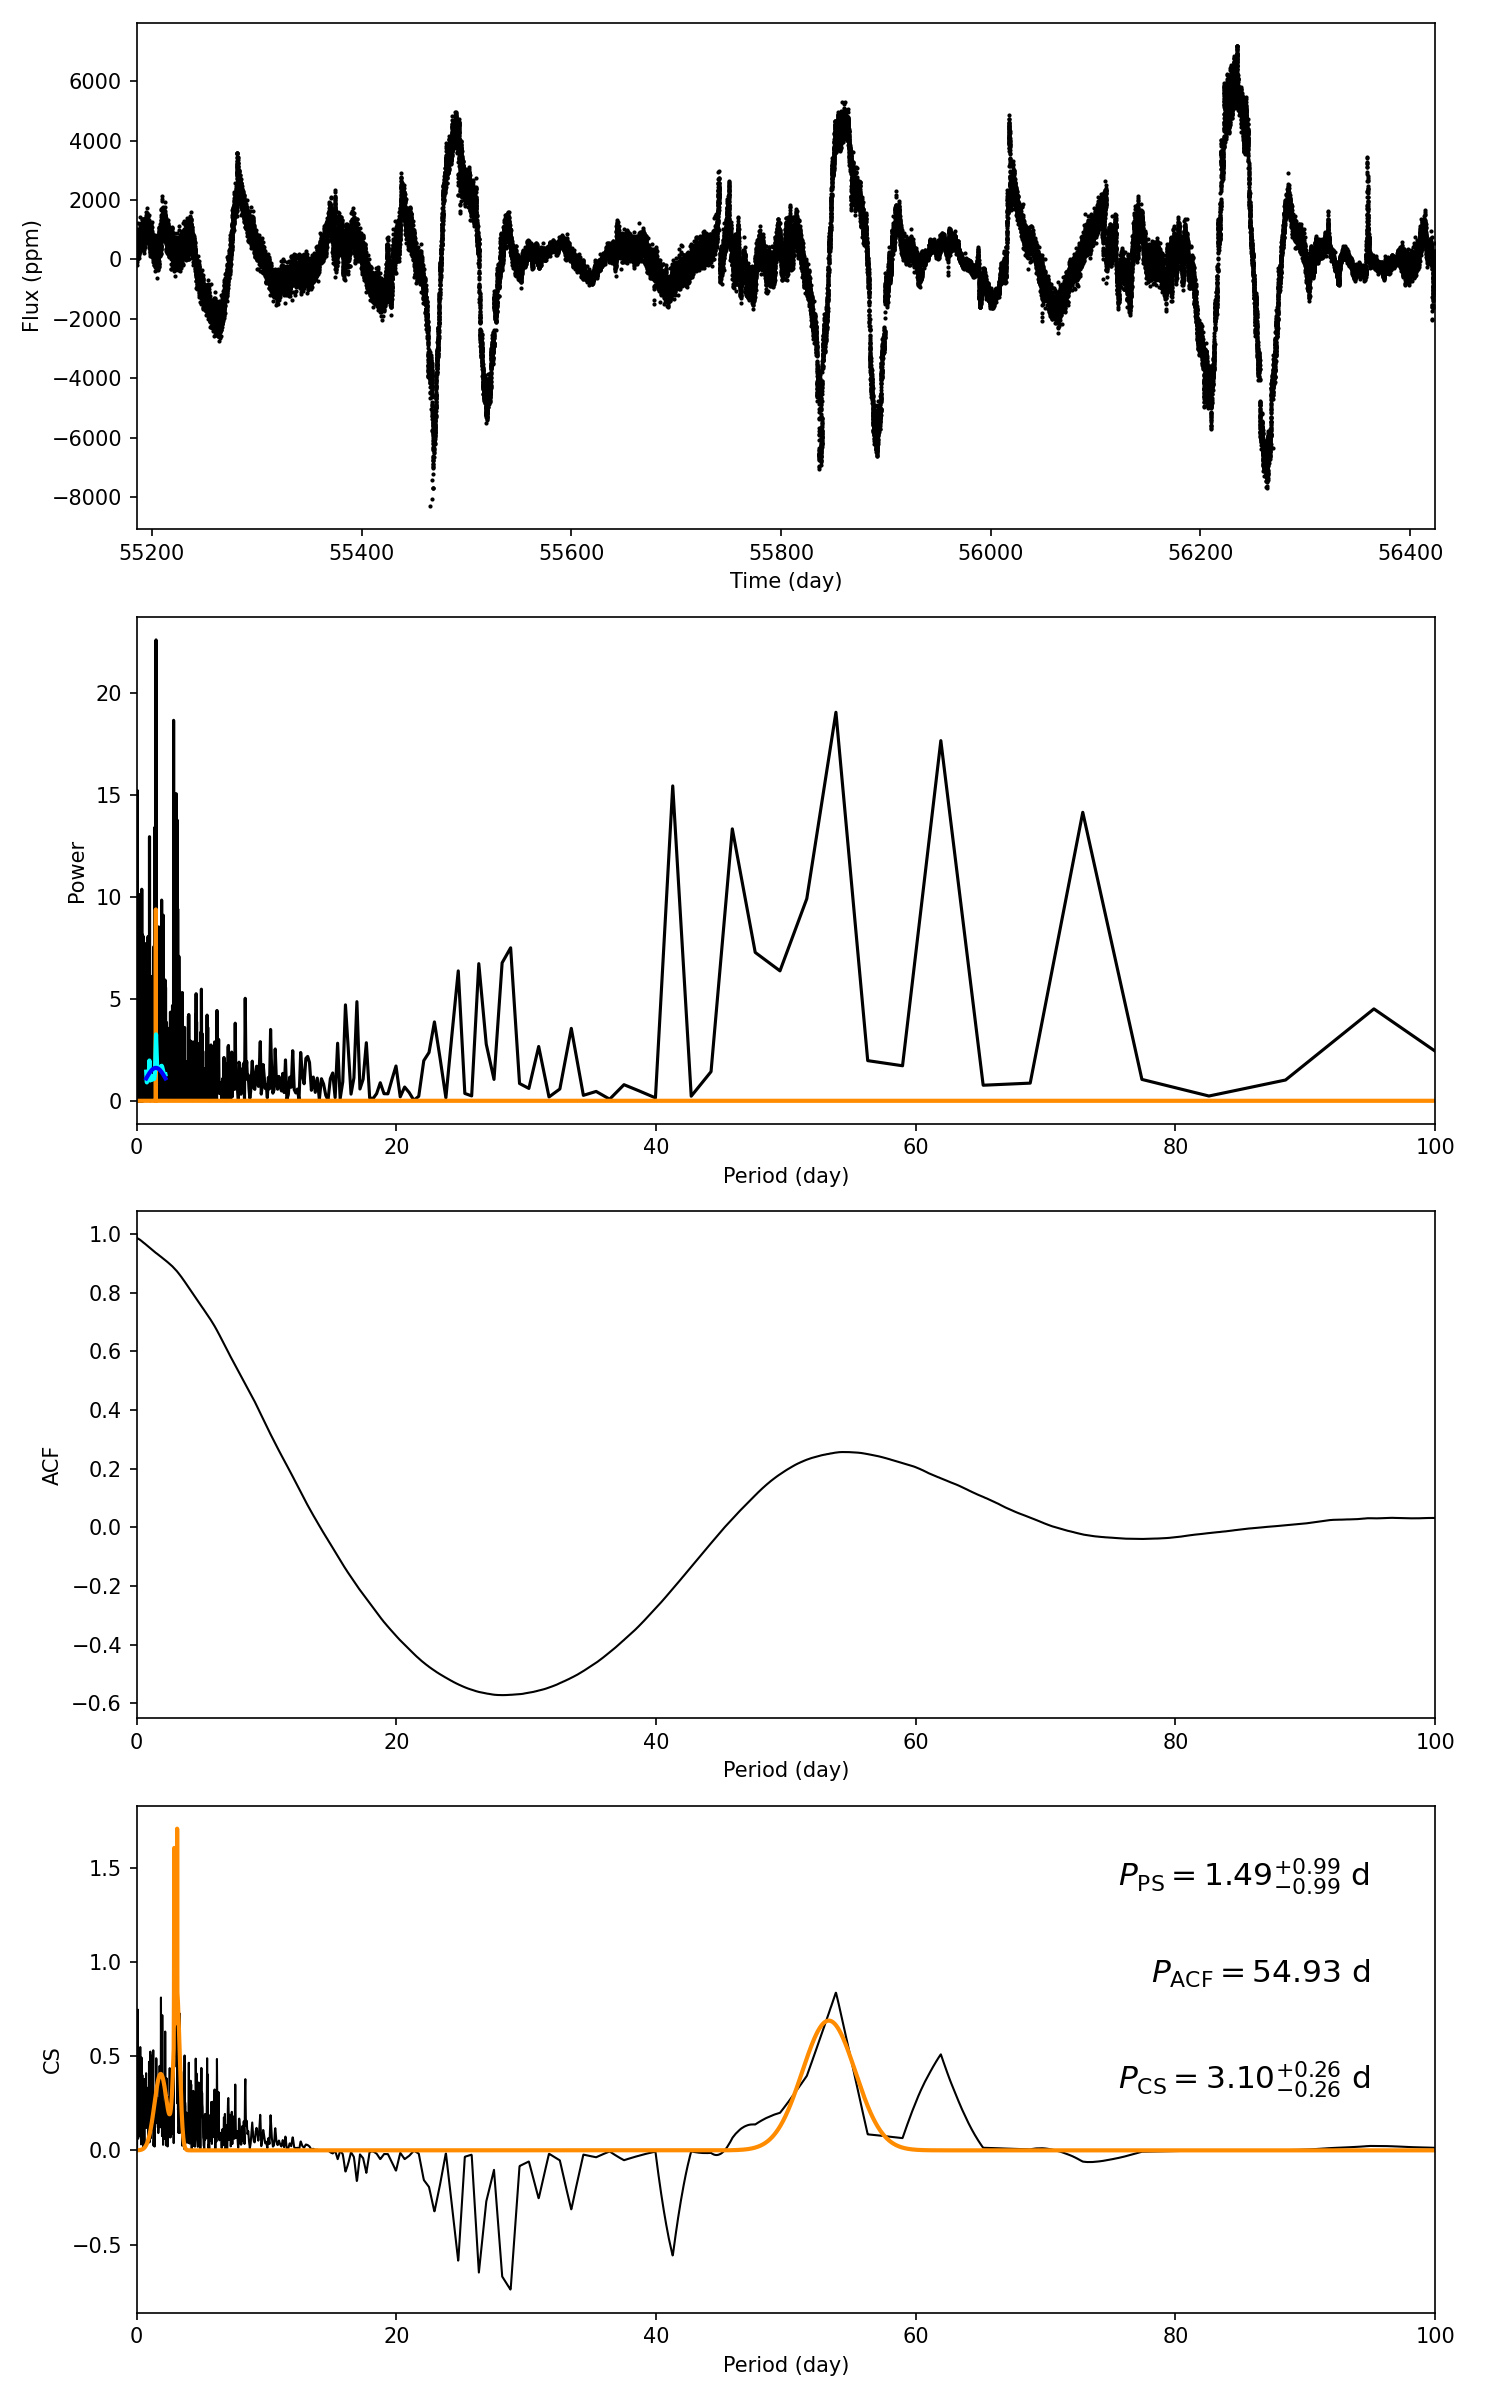 6000
4000
2000
0
−2000
−4000
−6000
−8000
Flux (ppm)
55200 55400 55600 55800 56000 56200 56400
Time (day)
20
15
10
5
0
Power
0 20 40 60 80 100
Period (day)
1.0
0.8
0.6
0.4
0.2
0.0
−0.2
−0.4
−0.6
ACF
0 20 40 60 80 100
Period (day)
1.5
1.0
0.5
0.0
−0.5
CS
P_PS = 1.49 +0.99 −0.99 d
P_ACF = 54.93 d
P_CS = 3.10 +0.26 −0.26 d
0 20 40 60 80 100
Period (day)